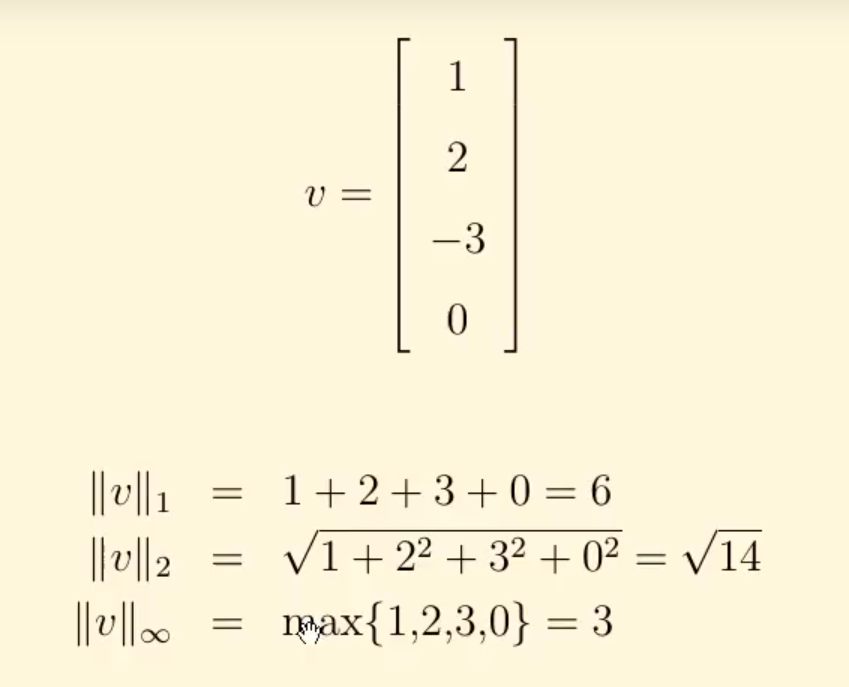 v = [ 1
2
−3
0 ]
‖v‖₁ = 1 + 2 + 3 + 0 = 6
‖v‖₂ = √(1 + 2² + 3² + 0²) = √14
‖v‖∞ = max{1,2,3,0} = 3